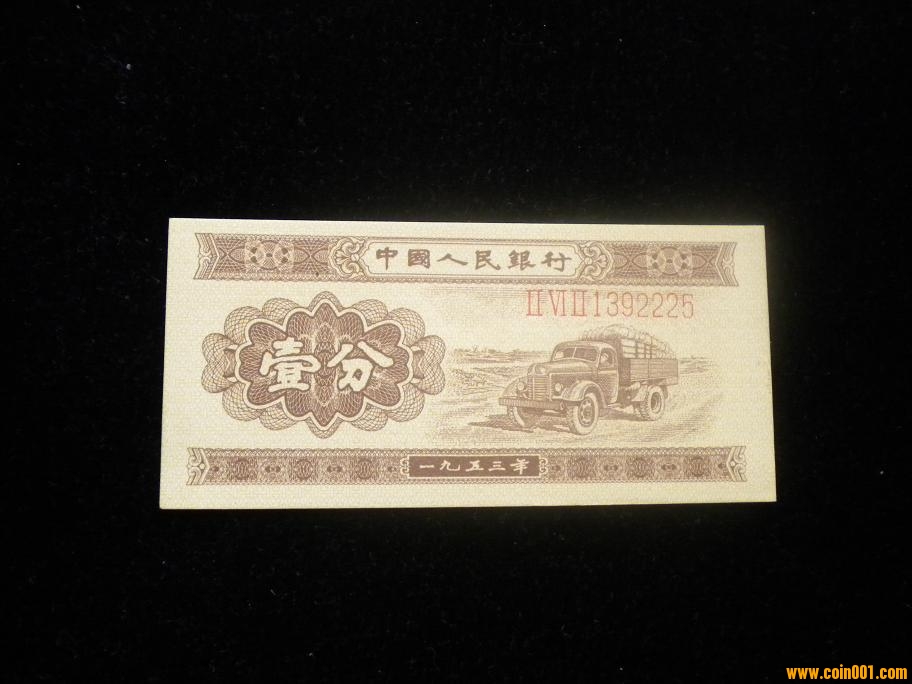 中國人民銀行
II VI III 1392225
壹分
一九五三年
www.coin001.com